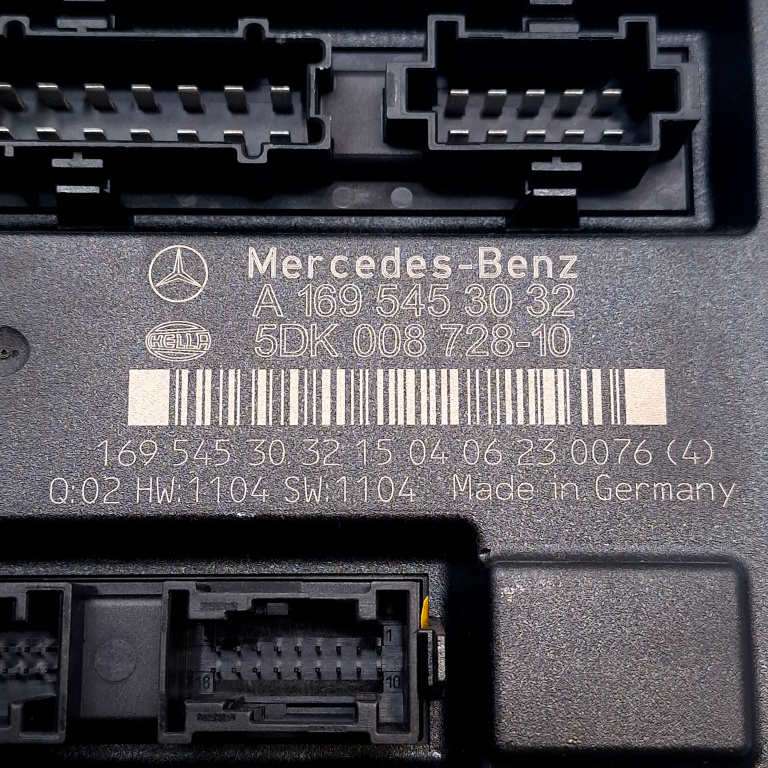 Mercedes-Benz
A 169 545 30 32
HELLA
5DK 008 728-10
169 545 30 32 15 04 06 23 0076 (4)
Q:02 HW:1104 SW:1104 Made in Germany
1
18 10